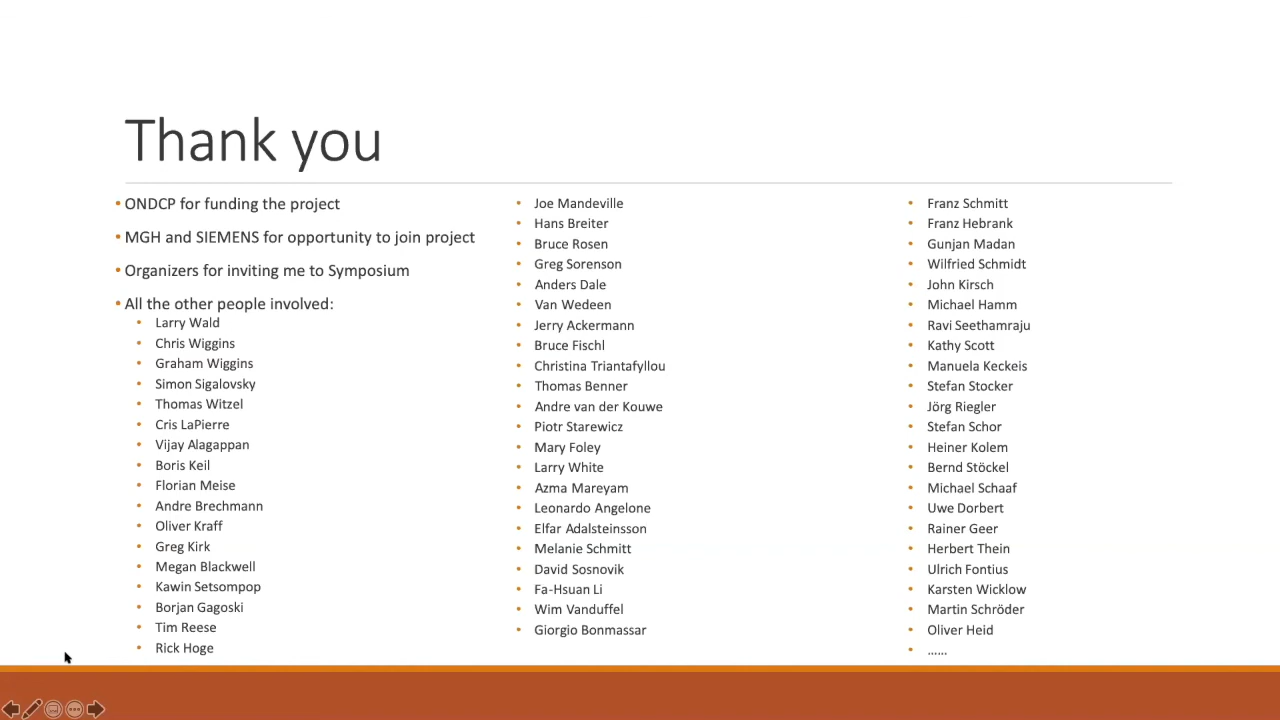 Thank you
• ONDCP for funding the project
• MGH and SIEMENS for opportunity to join project
• Organizers for inviting me to Symposium
• All the other people involved:
• Larry Wald
• Chris Wiggins
• Graham Wiggins
• Simon Sigalovsky
• Thomas Witzel
• Cris LaPierre
• Vijay Alagappan
• Boris Keil
• Florian Meise
• Andre Brechmann
• Oliver Kraff
• Greg Kirk
• Megan Blackwell
• Kawin Setsompop
• Borjan Gagoski
• Tim Reese
• Rick Hoge
• Joe Mandeville
• Hans Breiter
• Bruce Rosen
• Greg Sorenson
• Anders Dale
• Van Wedeen
• Jerry Ackermann
• Bruce Fischl
• Christina Triantafyllou
• Thomas Benner
• Andre van der Kouwe
• Piotr Starewicz
• Mary Foley
• Larry White
• Azma Mareyam
• Leonardo Angelone
• Elfar Adalsteinsson
• Melanie Schmitt
• David Sosnovik
• Fa-Hsuan Li
• Wim Vanduffel
• Giorgio Bonmassar
• Franz Schmitt
• Franz Hebrank
• Gunjan Madan
• Wilfried Schmidt
• John Kirsch
• Michael Hamm
• Ravi Seethamraju
• Kathy Scott
• Manuela Keckeis
• Stefan Stocker
• Jörg Riegler
• Stefan Schor
• Heiner Kolem
• Bernd Stöckel
• Michael Schaaf
• Uwe Dorbert
• Rainer Geer
• Herbert Thein
• Ulrich Fontius
• Karsten Wicklow
• Martin Schröder
• Oliver Heid
• ......